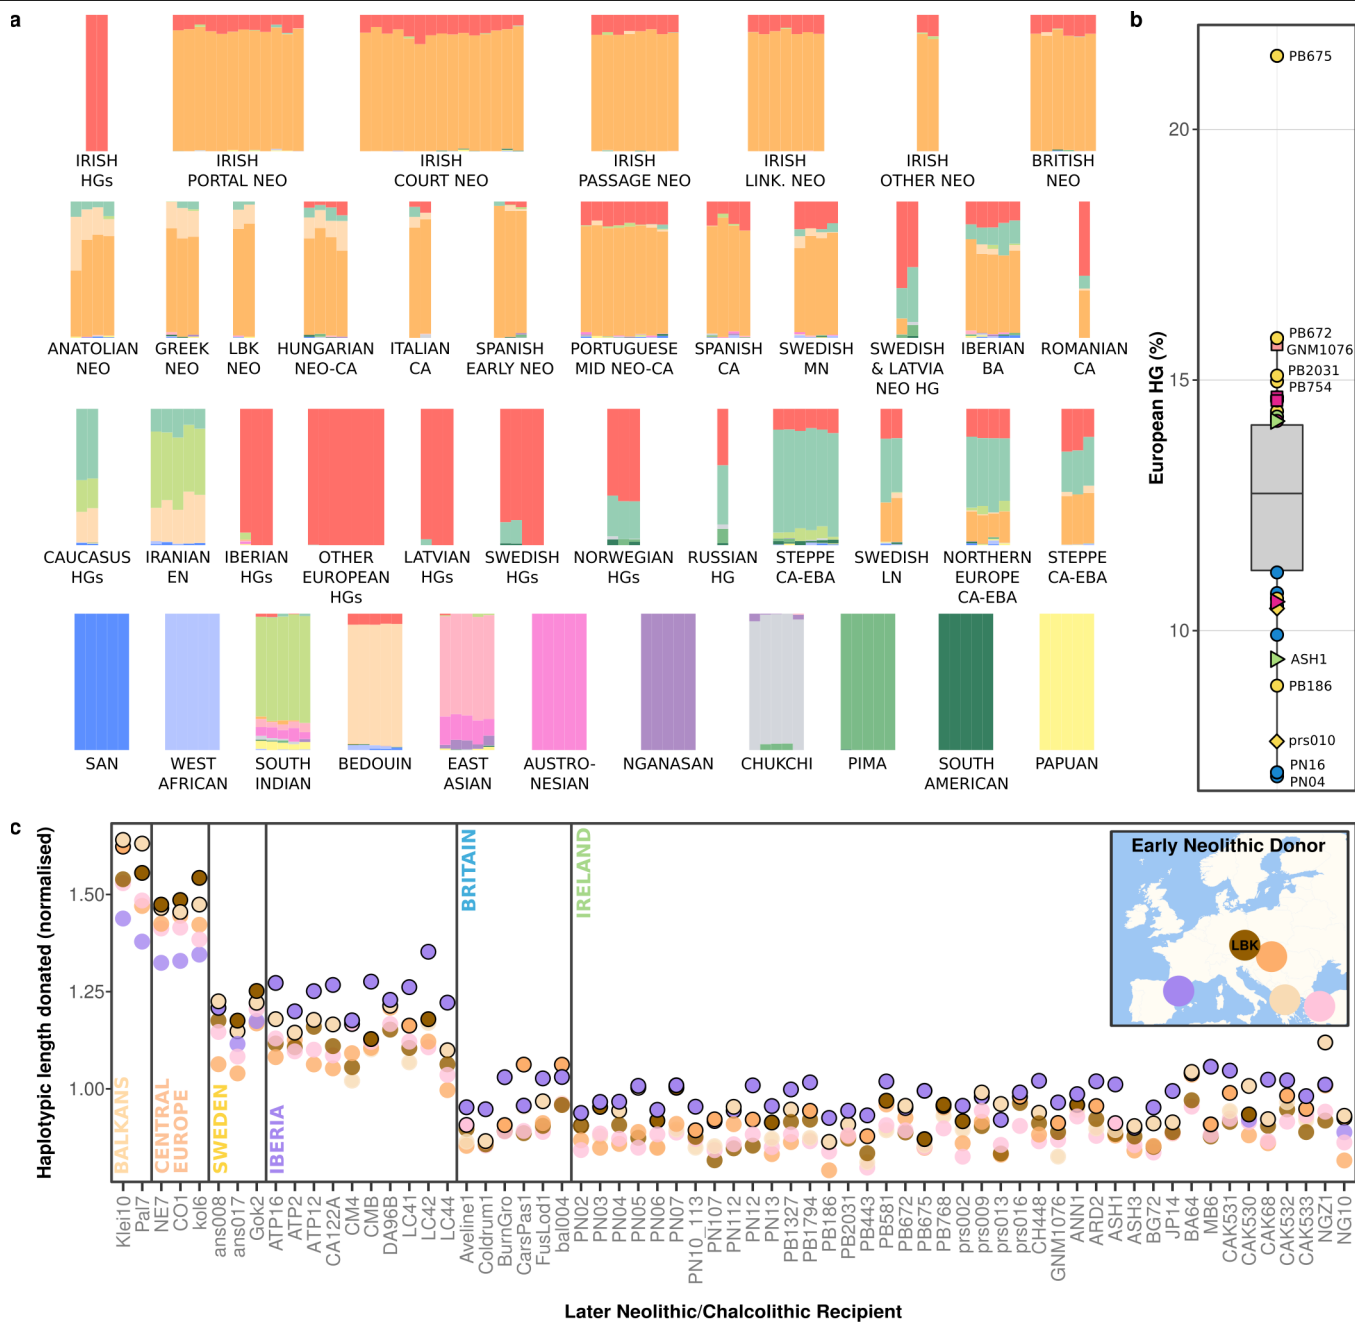 a
IRISH
HGs
IRISH
PORTAL NEO
IRISH
COURT NEO
IRISH
PASSAGE NEO
IRISH
LINK. NEO
IRISH
OTHER NEO
BRITISH
NEO
ANATOLIAN
NEO
GREEK
NEO
LBK
NEO
HUNGARIAN
NEO-CA
ITALIAN
CA
SPANISH
EARLY NEO
PORTUGUESE
MID NEO-CA
SPANISH
CA
SWEDISH
MN
SWEDISH
& LATVIA
NEO HG
IBERIAN
BA
ROMANIAN
CA
CAUCASUS
HGs
IRANIAN
EN
IBERIAN
HGs
OTHER
EUROPEAN
HGs
LATVIAN
HGs
SWEDISH
HGs
NORWEGIAN
HGs
RUSSIAN
HG
STEPPE
CA-EBA
SWEDISH
LN
NORTHERN
EUROPE
CA-EBA
STEPPE
CA-EBA
SAN
WEST
AFRICAN
SOUTH
INDIAN
BEDOUIN
EAST
ASIAN
AUSTRO-
NESIAN
NGANASAN
CHUKCHI
PIMA
SOUTH
AMERICAN
PAPUAN
b
European HG (%)
20
15
10
PB675
PB672
GNM1076
PB2031
PB754
ASH1
PB186
prs010
PN16
PN04
c
Haplotypic length donated (normalised)
1.50
1.25
1.00
BALKANS
CENTRAL
EUROPE
SWEDEN
IBERIA
BRITAIN
IRELAND
Early Neolithic Donor
LBK
Klei10
Pal7
NE7
CO1
kol6
ans008
ans017
Gok2
ATP16
ATP2
ATP12
CA122A
CM4
CMB
DA96B
LC41
LC42
LC44
Aveline1
Coldrum1
BurnGro
CarsPas1
FusLod1
bal004
PN02
PN03
PN04
PN05
PN06
PN07
PN10_113
PN107
PN112
PN12
PN13
PB1327
PB1794
PB186
PB2031
PB443
PB581
PB672
PB675
PB768
prs002
prs009
prs013
prs016
CH448
GNM1076
ANN1
ARD2
ASH1
ASH3
BG72
JP14
BA64
MB6
CAK531
CAK530
CAK68
CAK532
CAK533
NGZ1
NG10
Later Neolithic/Chalcolithic Recipient